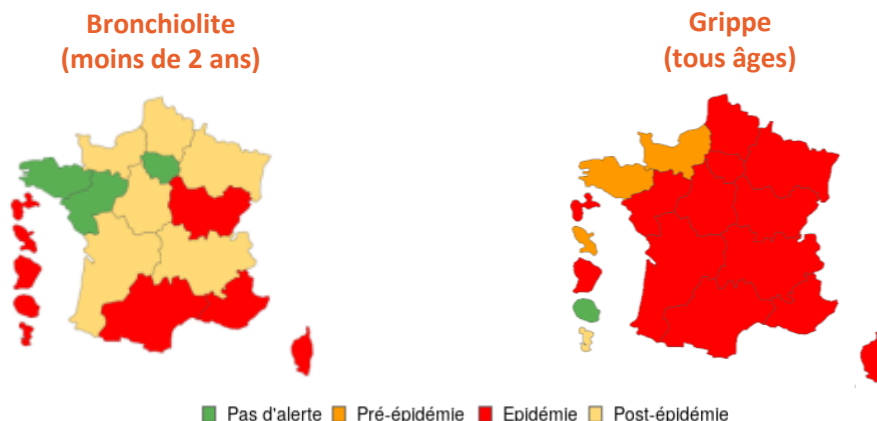 Bronchiolite
(moins de 2 ans)
Grippe
(tous âges)
Pas d'alerte Pré-épidémie Epidémie Post-épidémie